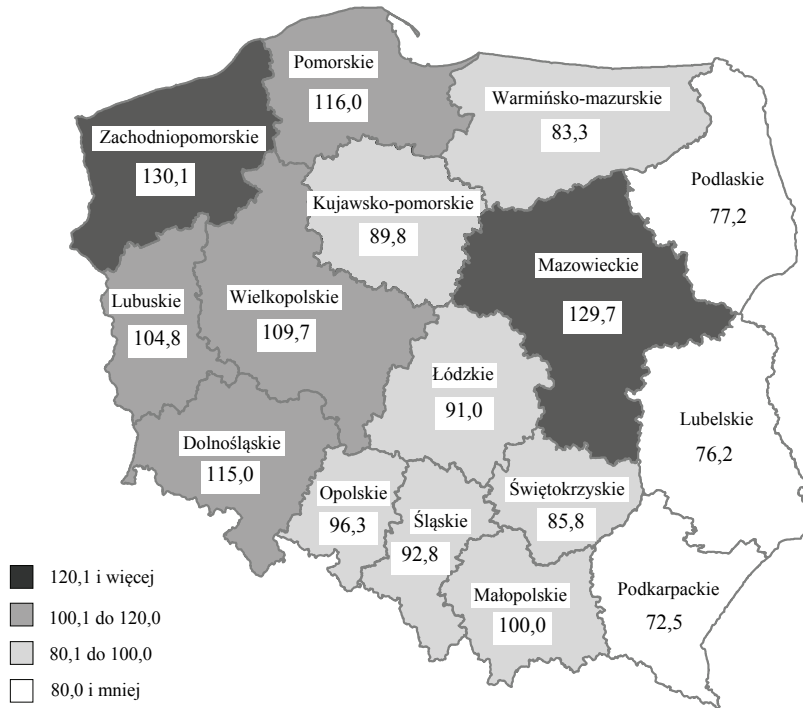 Pomorskie
116,0
Warmińsko-mazurskie
83,3
Zachodniopomorskie
130,1
Podlaskie
77,2
Kujawsko-pomorskie
89,8
Mazowieckie
129,7
Lubuskie
104,8
Wielkopolskie
109,7
Łódzkie
91,0
Lubelskie
76,2
Dolnośląskie
115,0
Opolskie
96,3
Śląskie
92,8
Świętokrzyskie
85,8
Małopolskie
100,0
Podkarpackie
72,5
120,1 i więcej
100,1 do 120,0
80,1 do 100,0
80,0 i mniej